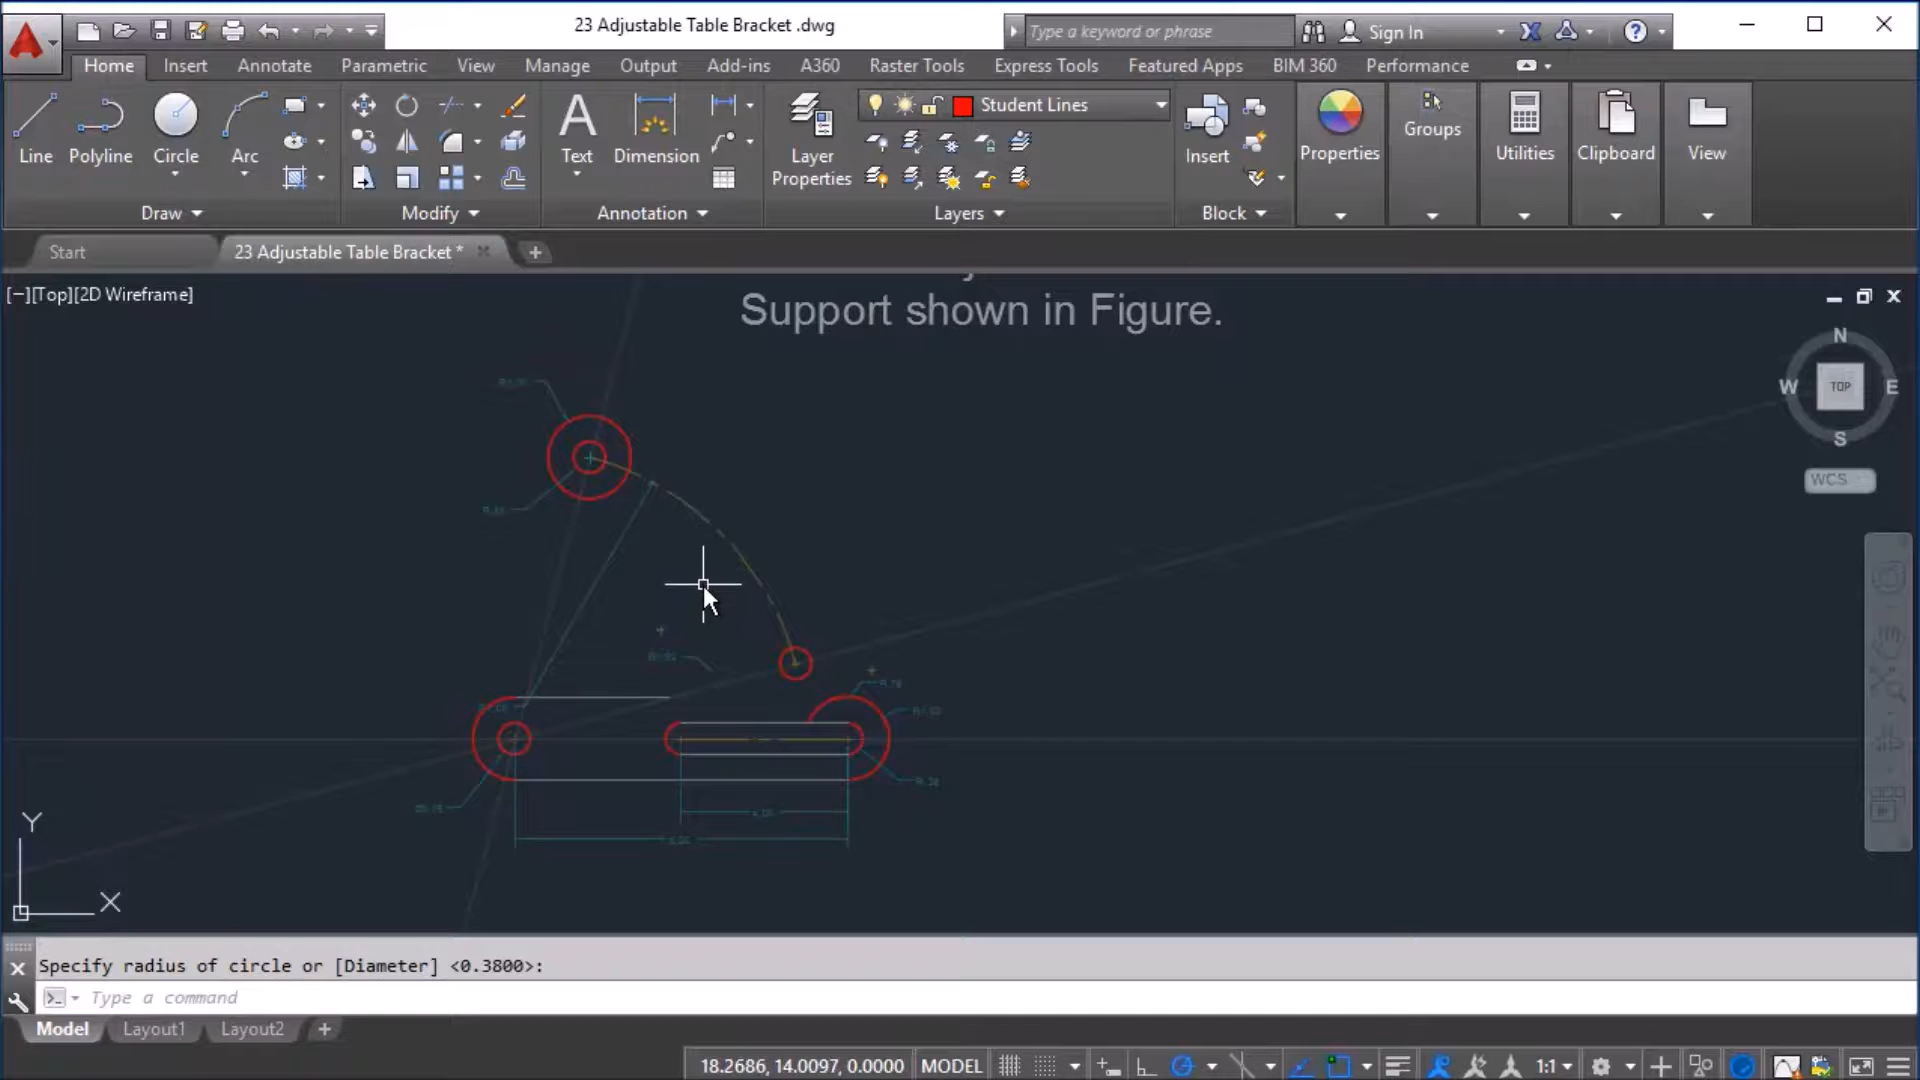 23 Adjustable Table Bracket .dwg
Type a keyword or phrase
Sign In
Home Insert Annotate Parametric View Manage Output Add-ins A360 Raster Tools Express Tools Featured Apps BIM 360 Performance
Line Polyline Circle Arc
Text Dimension
Layer Properties
Student Lines
Insert
Properties Groups Utilities Clipboard View
Draw Modify Annotation Layers Block
Start 23 Adjustable Table Bracket *
[−][Top][2D Wireframe]
Support shown in Figure.
N
W TOP E
S
WCS
Y
X
Specify radius of circle or [Diameter] <0.3800>:
Type a command
Model Layout1 Layout2
18.2686, 14.0097, 0.0000 MODEL 1:1